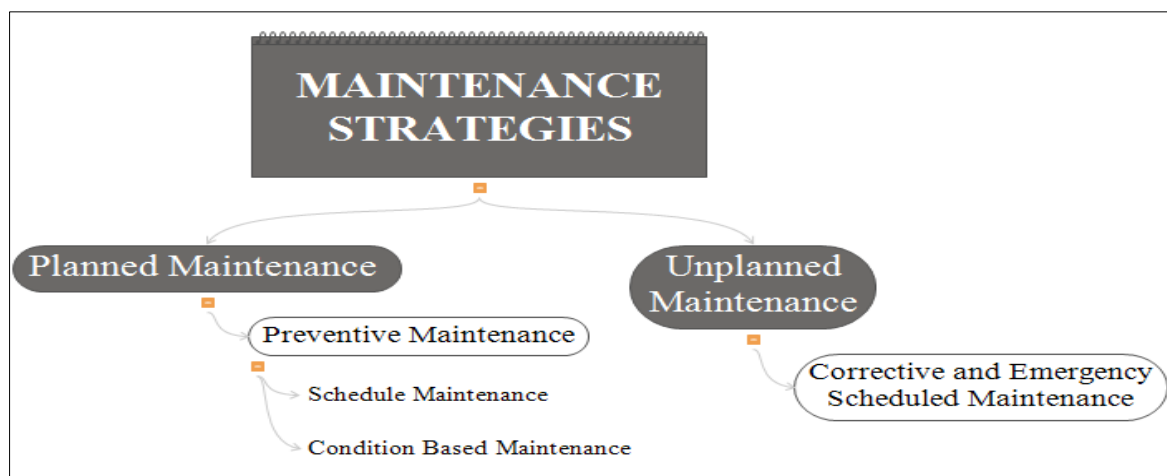 MAINTENANCE
STRATEGIES
Planned Maintenance
Preventive Maintenance
Schedule Maintenance
Condition Based Maintenance
Unplanned
Maintenance
Corrective and Emergency
Scheduled Maintenance